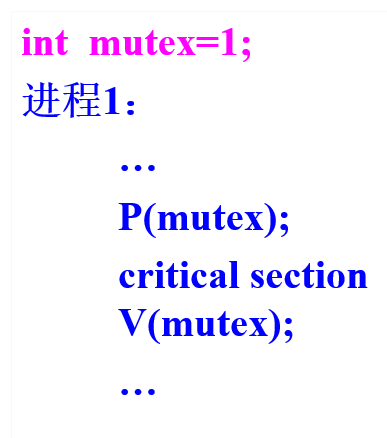 int mutex=1;
进程1：
…
P(mutex);
critical section
V(mutex);
…